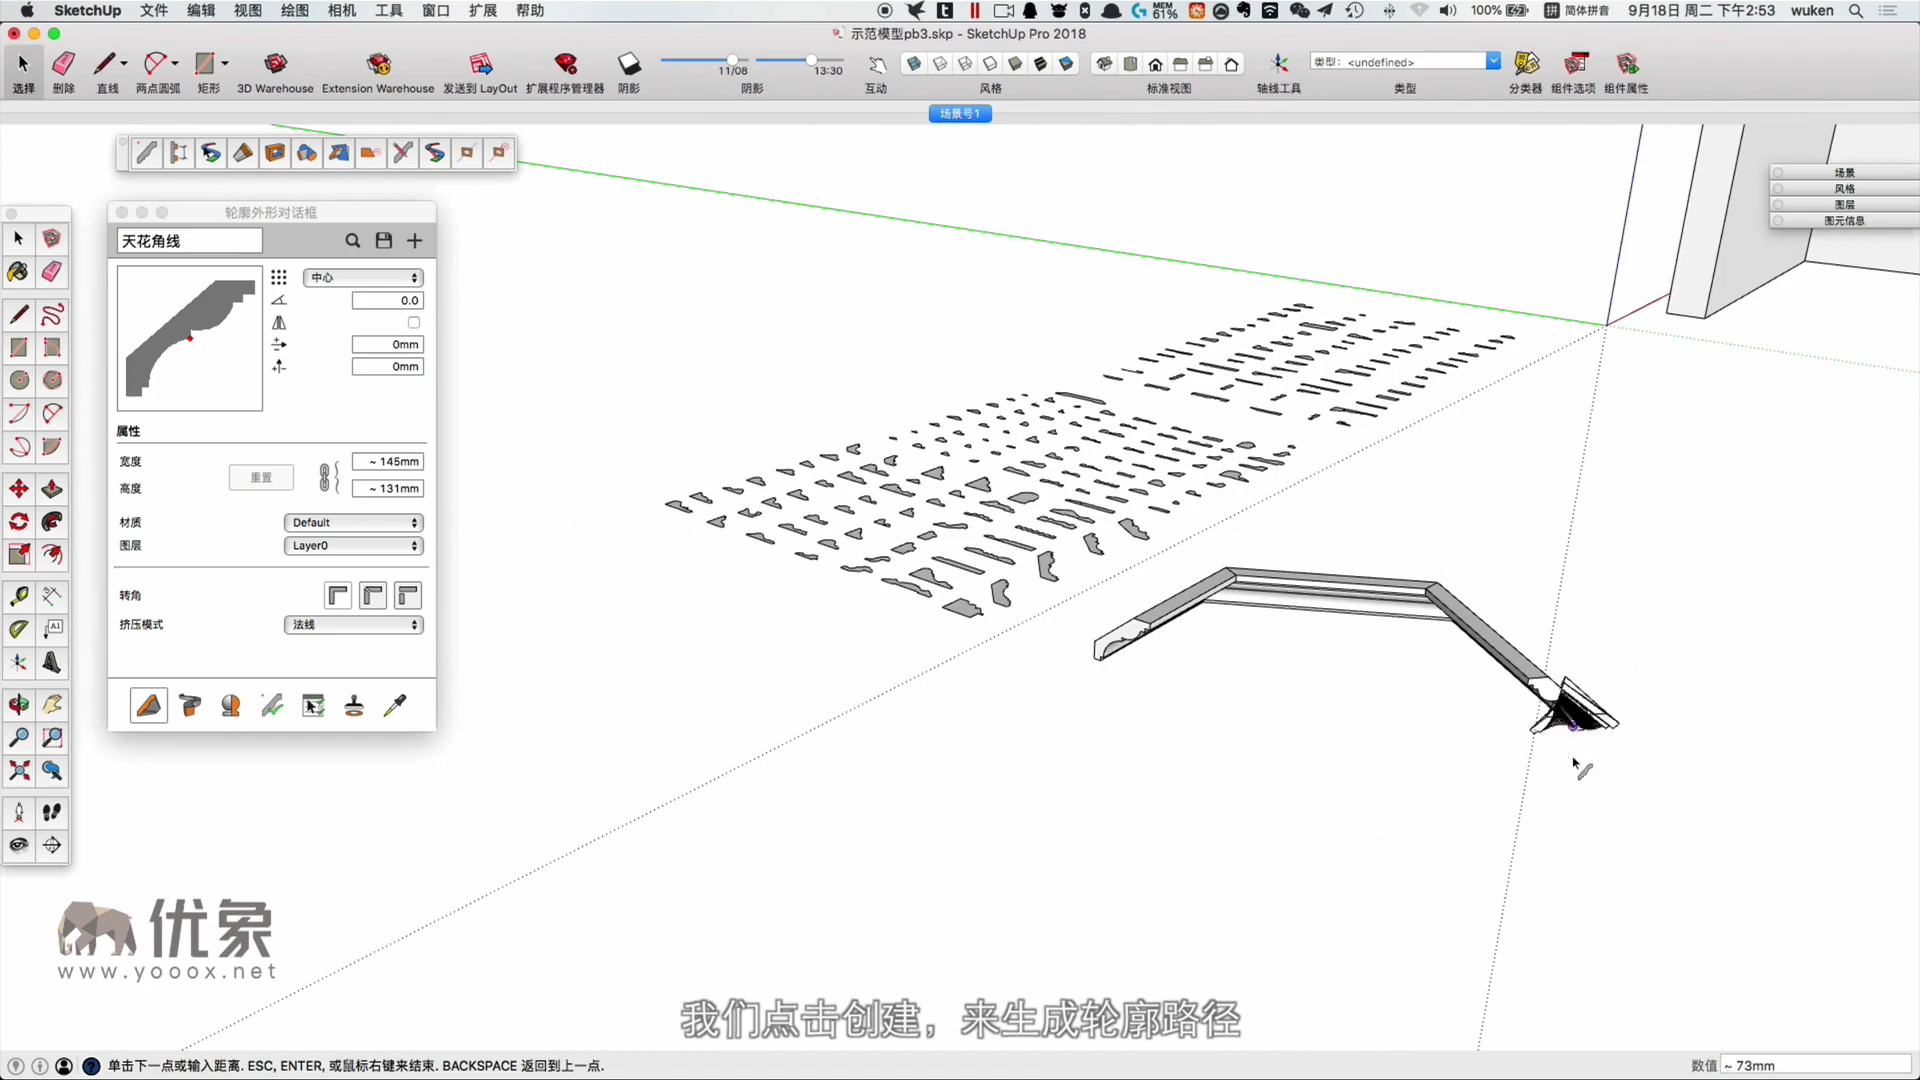 SketchUp 文件 编辑 视图 绘图 相机 工具 窗口 扩展 帮助
MEM 61% 100% 拼 简体拼音 9月18日 周二 下午2:53 wuken
示范模型pb3.skp - SketchUp Pro 2018
选择 删除 直线 两点圆弧 矩形 3D Warehouse Extension Warehouse 发送到 LayOut 扩展程序管理器 阴影
11/08 13:30
阴影 互动 风格 标准视图 轴线工具
类型: <undefined>
类型 分类器 组件选项 组件属性
场景号1
场景
风格
图层
图元信息
轮廓外形对话框
天花角线
中心
0.0
0mm
0mm
属性
宽度 ~ 145mm
重置
高度 ~ 131mm
材质 Default
图层 Layer0
转角
挤压模式 法线
A1
优象
www.yooox.net
我们点击创建，来生成轮廓路径
单击下一点或输入距离. ESC, ENTER, 或鼠标右键来结束. BACKSPACE 返回到上一点.
数值 ~ 73mm